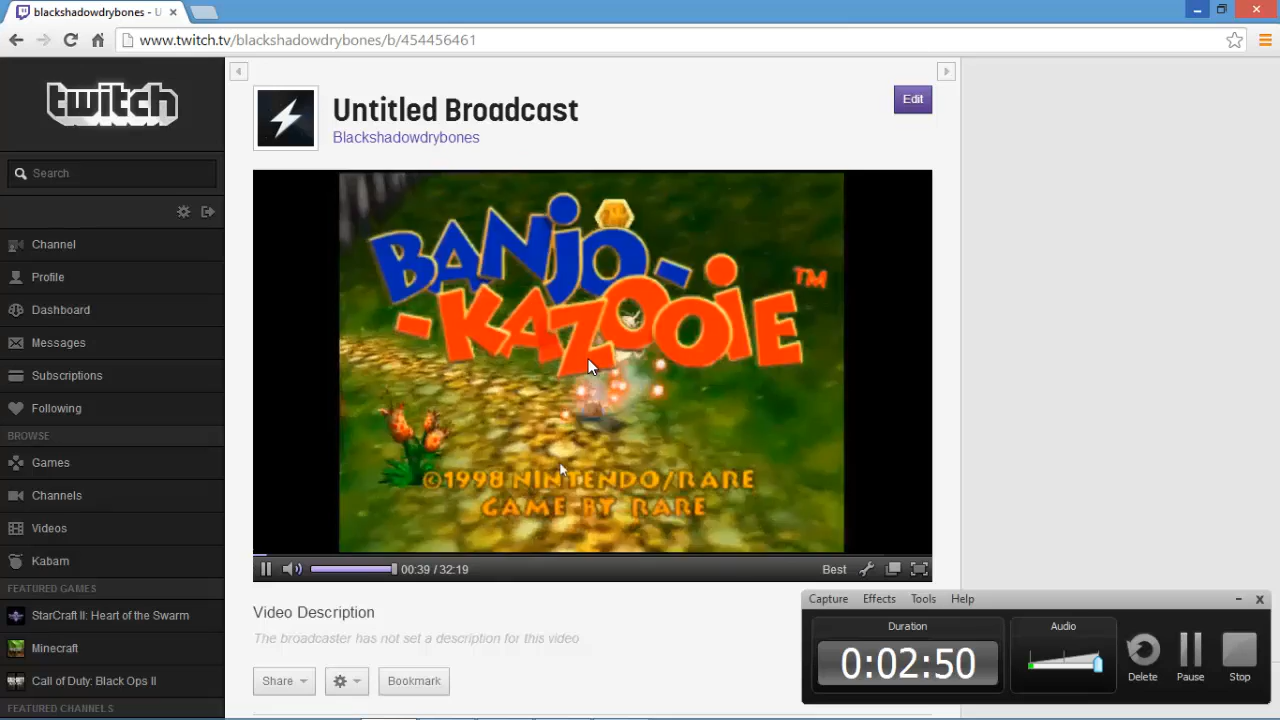 blackshadowdrybones - U
www.twitch.tv/blackshadowdrybones/b/454456461
twitch
Search
Channel
Profile
Dashboard
Messages
Subscriptions
Following
BROWSE
Games
Channels
Videos
Kabam
FEATURED GAMES
StarCraft II: Heart of the Swarm
Minecraft
Call of Duty: Black Ops II
FEATURED CHANNELS
Untitled Broadcast
Blackshadowdrybones
Edit
BANJO-
-KAZOOIE™
©1998 NINTENDO/RARE
GAME BY RARE
00:39 / 32:19
Best
Video Description
The broadcaster has not set a description for this video
Share
Bookmark
Capture Effects Tools Help
Duration
0:02:50
Audio
Delete
Pause
Stop